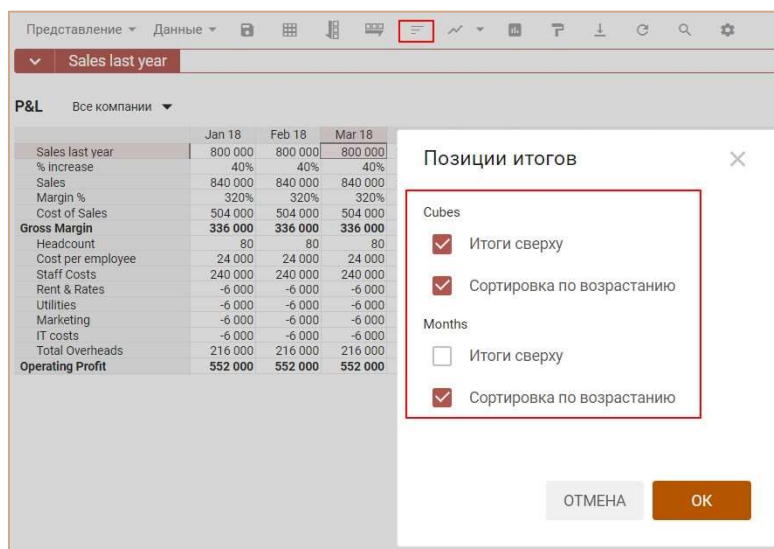 Представление Данные
Sales last year
P&L Все компании
Jan 18 Feb 18 Mar 18
Sales last year 800 000 800 000 800 000
% increase 40% 40% 40%
Sales 840 000 840 000 840 000
Margin % 320% 320% 320%
Cost of Sales 504 000 504 000 504 000
Gross Margin 336 000 336 000 336 000
Headcount 80 80 80
Cost per employee 24 000 24 000 24 000
Staff Costs 240 000 240 000 240 000
Rent & Rates -6 000 -6 000 -6 000
Utilities -6 000 -6 000 -6 000
Marketing -6 000 -6 000 -6 000
IT costs -6 000 -6 000 -6 000
Total Overheads 216 000 216 000 216 000
Operating Profit 552 000 552 000 552 000
Позиции итогов
Cubes
Итоги сверху
Сортировка по возрастанию
Months
Итоги сверху
Сортировка по возрастанию
ОТМЕНА ОК